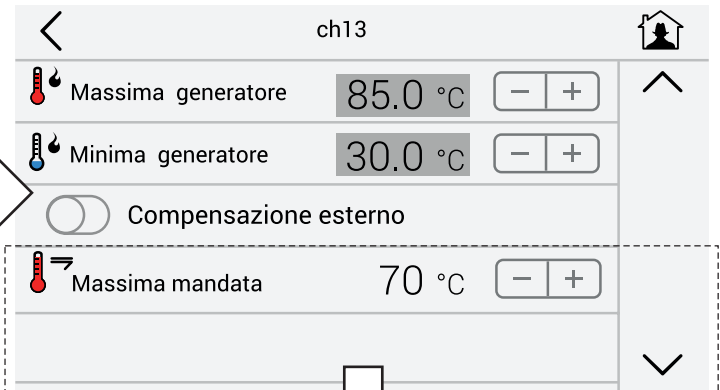 ch13
Massima generatore 85.0 °C − +
Minima generatore 30.0 °C − +
Compensazione esterno
Massima mandata 70 °C − +